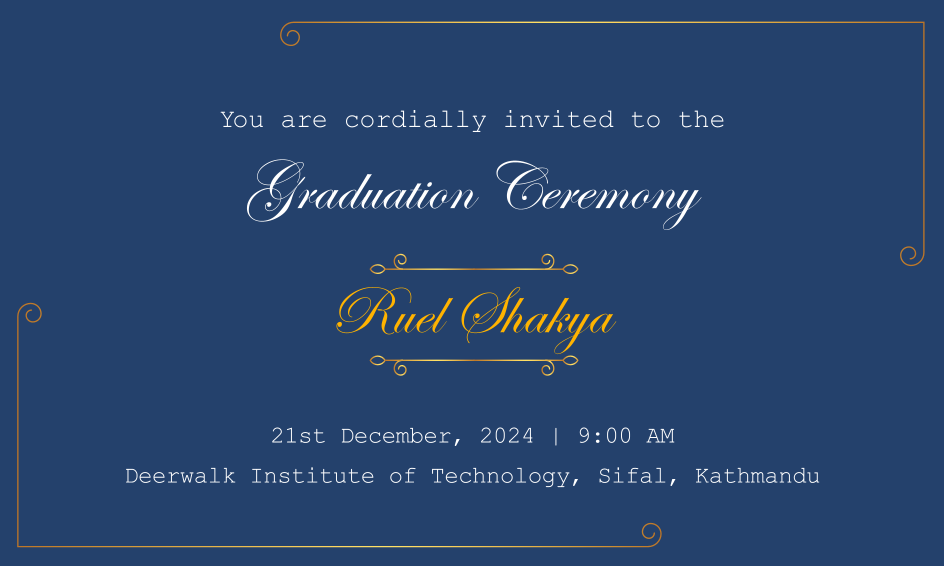 You are cordially invited to the
Graduation Ceremony
Ruel Shakya
21st December, 2024 | 9:00 AM
Deerwalk Institute of Technology, Sifal, Kathmandu